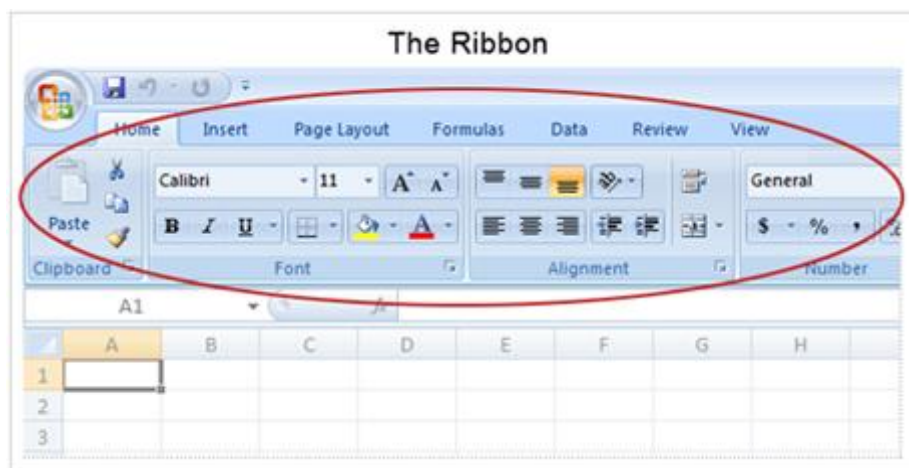 The Ribbon
Home Insert Page Layout Formulas Data Review View
Calibri 11 A A General
Paste B I U A $ % ,
Clipboard Font Alignment Number
A1 fx
A B C D E F G H
1
2
3